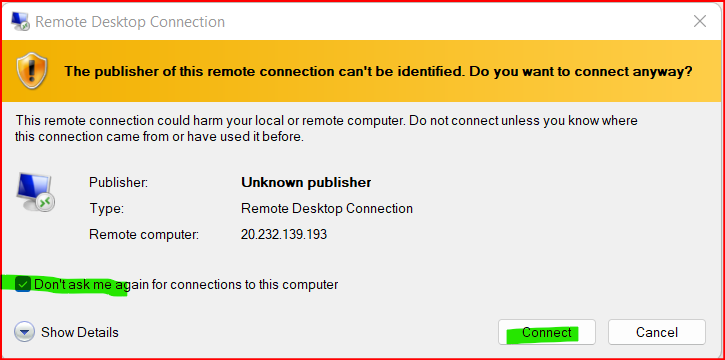 Remote Desktop Connection
The publisher of this remote connection can't be identified. Do you want to connect anyway?
This remote connection could harm your local or remote computer. Do not connect unless you know where
this connection came from or have used it before.
Publisher: Unknown publisher
Type: Remote Desktop Connection
Remote computer: 20.232.139.193
Don't ask me again for connections to this computer
Show Details Connect Cancel